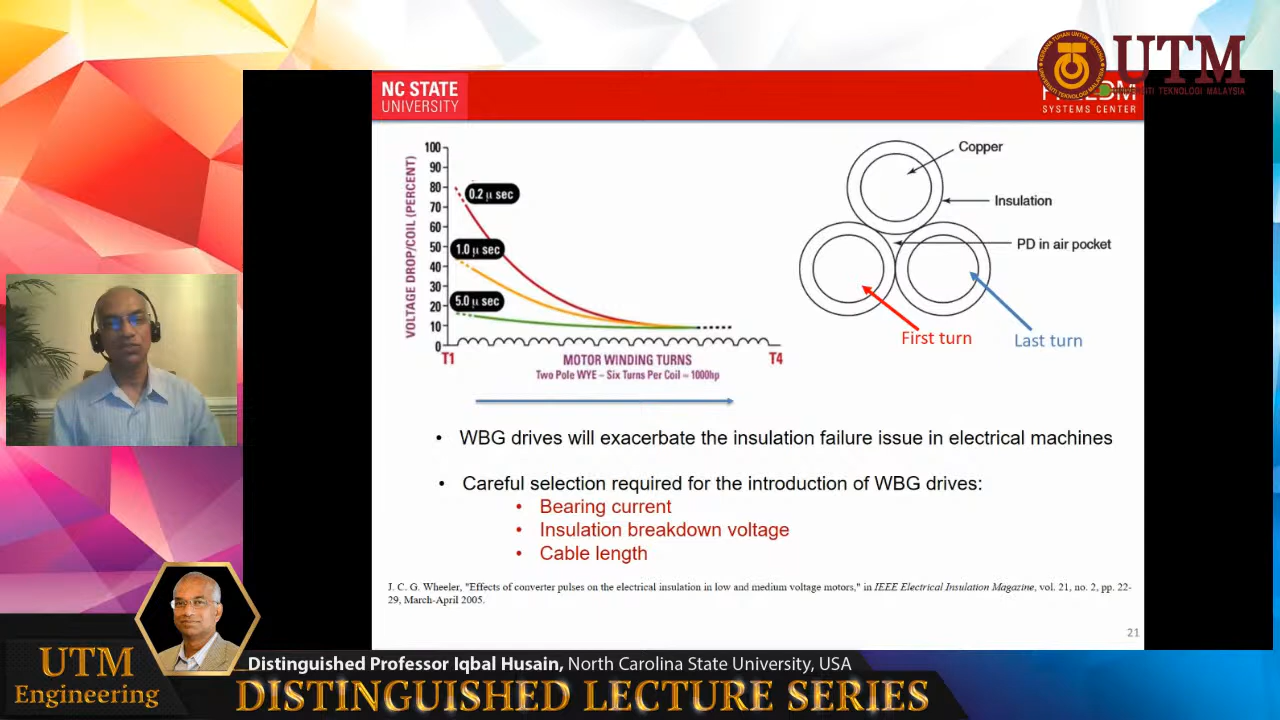 UTM
UNIVERSITI TEKNOLOGI MALAYSIA
NC STATE
UNIVERSITY
SYSTEMS CENTER
VOLTAGE DROP/COIL (PERCENT)
100
90
80
70
60
50
40
30
20
10
0
0.2 μ sec
1.0 μ sec
5.0 μ sec
T1
MOTOR WINDING TURNS
T4
Two Pole WYE – Six Turns Per Coil = 1000hp
Copper
Insulation
PD in air pocket
First turn
Last turn
• WBG drives will exacerbate the insulation failure issue in electrical machines
• Careful selection required for the introduction of WBG drives:
• Bearing current
• Insulation breakdown voltage
• Cable length
J. C. G. Wheeler, "Effects of converter pulses on the electrical insulation in low and medium voltage motors," in IEEE Electrical Insulation Magazine, vol. 21, no. 2, pp. 22-
29, March-April 2005.
21
UTM
Engineering
Distinguished Professor Iqbal Husain, North Carolina State University, USA
DISTINGUISHED LECTURE SERIES